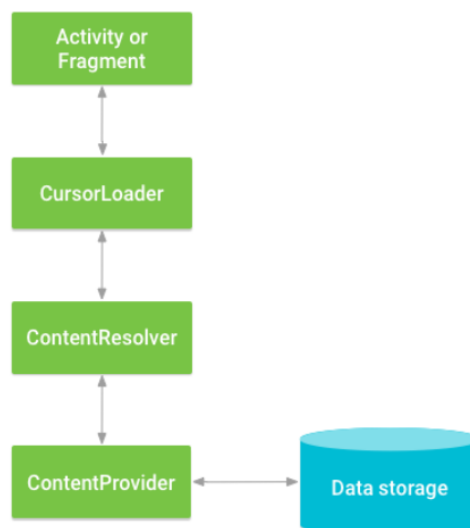 Activity or
Fragment
CursorLoader
ContentResolver
ContentProvider
Data storage